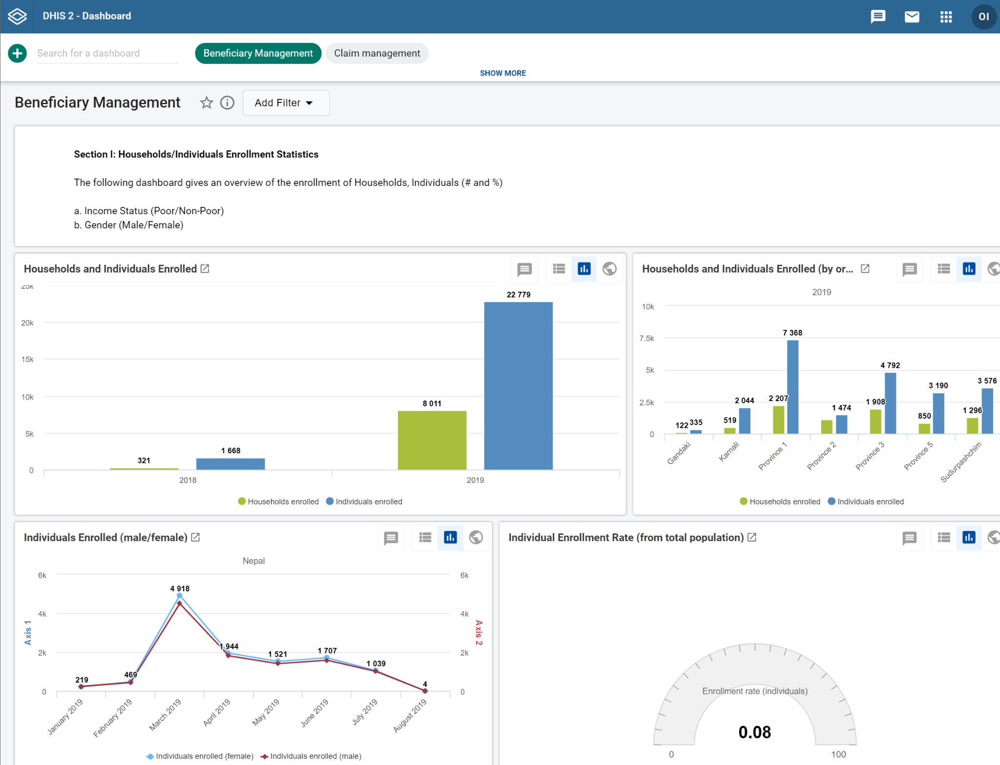 DHIS 2 - Dashboard
OI
Search for a dashboard
Beneficiary Management
Claim management
SHOW MORE
Beneficiary Management
Add Filter
Section I: Households/Individuals Enrollment Statistics
The following dashboard gives an overview of the enrollment of Households, Individuals (# and %)
a. Income Status (Poor/Non-Poor)
b. Gender (Male/Female)
Households and Individuals Enrolled
25k
20k
15k
10k
5k
0
321
1 668
8 011
22 779
2018
2019
Households enrolled
Individuals enrolled
Households and Individuals Enrolled (by or...
2019
10k
7.5k
5k
2.5k
0
122
335
519
2 044
2 207
7 368
1 474
1 908
4 792
850
3 190
1 296
3 576
Gandaki
Karnali
Province 1
Province 2
Province 3
Province 5
Sudurpashchim
Households enrolled
Individuals enrolled
Individuals Enrolled (male/female)
Nepal
Axis 1
6k
4k
2k
0
219
469
4 918
1 944
1 521
1 707
1 039
4
6k
4k
2k
0
Axis 2
January 2019
February 2019
March 2019
April 2019
May 2019
June 2019
July 2019
August 2019
Individuals enrolled (female)
Individuals enrolled (male)
Individual Enrollment Rate (from total population)
Enrollment rate (individuals)
0.08
0
100